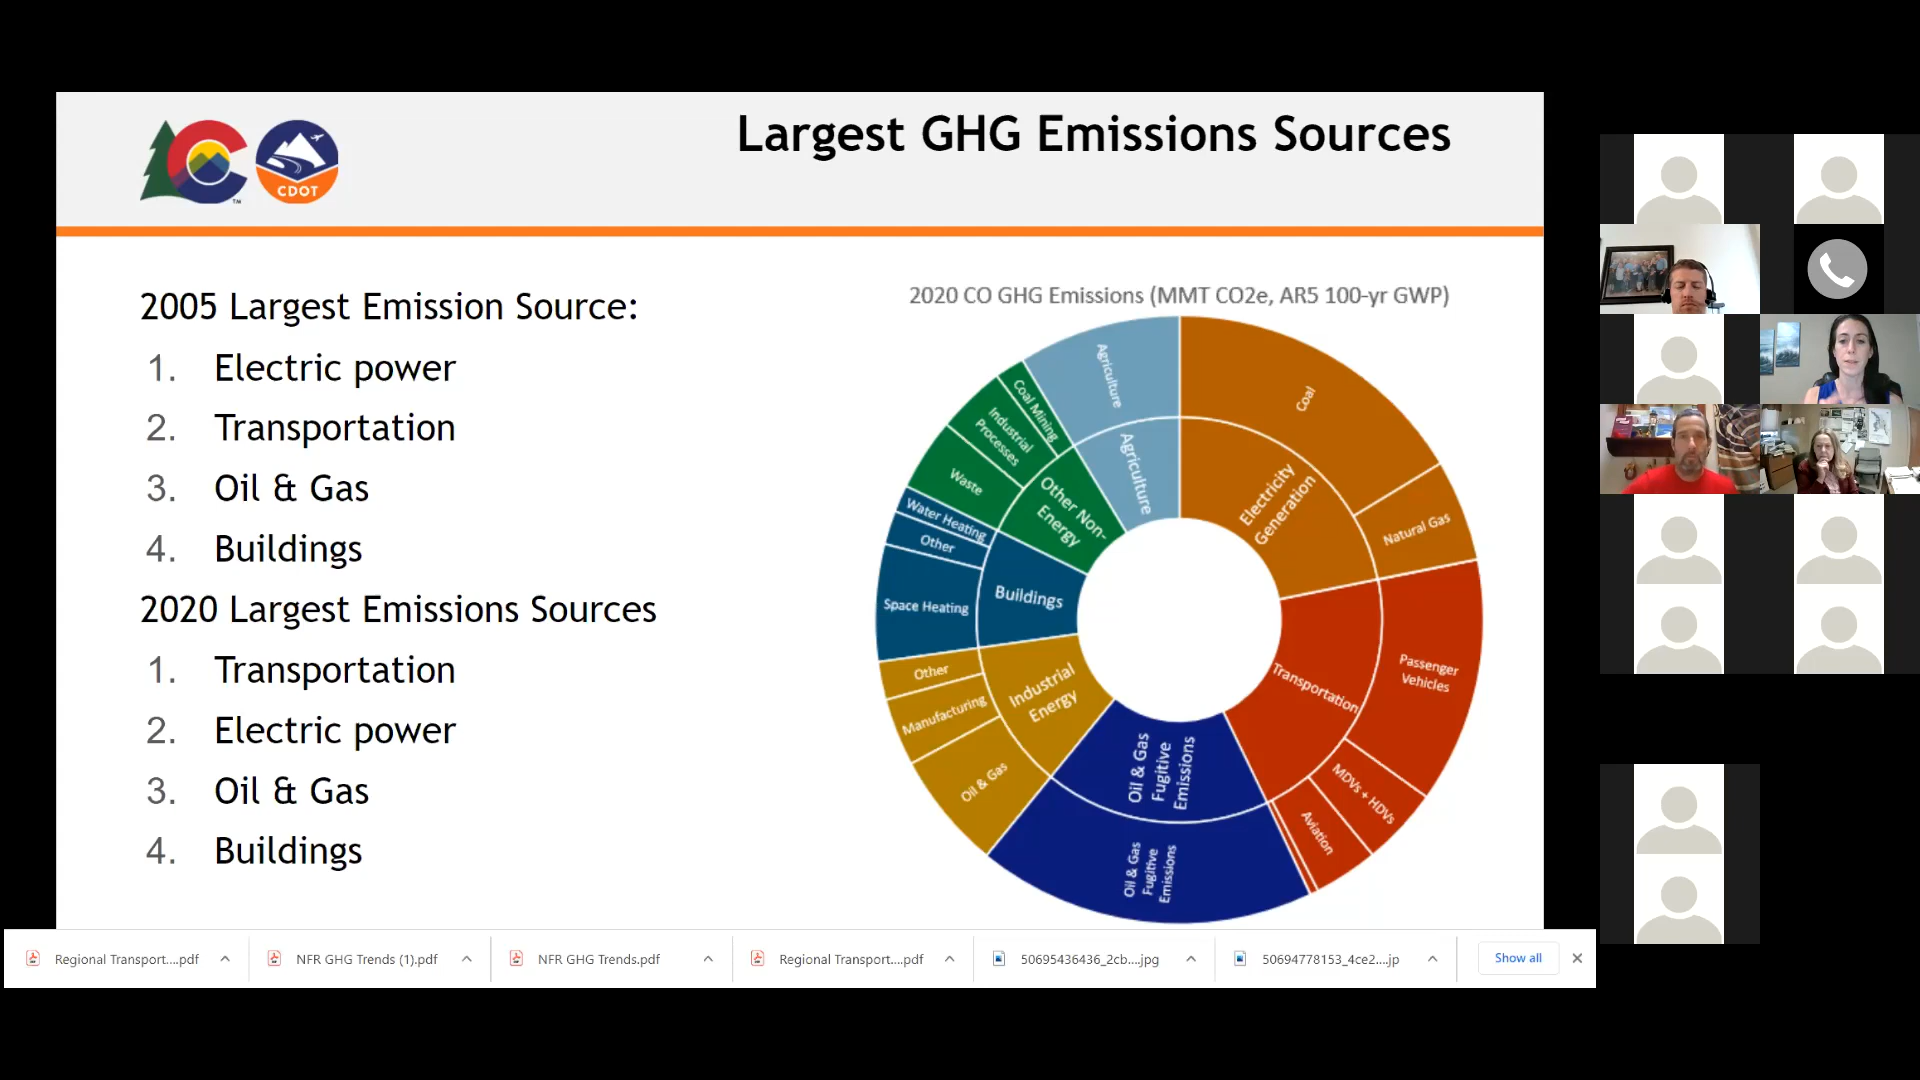 CDOT
TM
Largest GHG Emissions Sources
2005 Largest Emission Source:
1. Electric power
2. Transportation
3. Oil & Gas
4. Buildings
2020 Largest Emissions Sources
1. Transportation
2. Electric power
3. Oil & Gas
4. Buildings
2020 CO GHG Emissions (MMT CO2e, AR5 100-yr GWP)
Agriculture
Agriculture
Coal
Electricity
Generation
Natural Gas
Transportation
Passenger
Vehicles
MDVs + HDVs
Aviation
Oil & Gas
Fugitive
Emissions
Oil & Gas
Fugitive
Emissions
Industrial
Energy
Oil & Gas
Manufacturing
Other
Buildings
Space Heating
Other
Water Heating
Other Non-
Energy
Waste
Industrial
Processes
Coal Mining
Regional Transport....pdf
NFR GHG Trends (1).pdf
NFR GHG Trends.pdf
Regional Transport....pdf
50695436436_2cb....jpg
50694778153_4ce2....jp
Show all